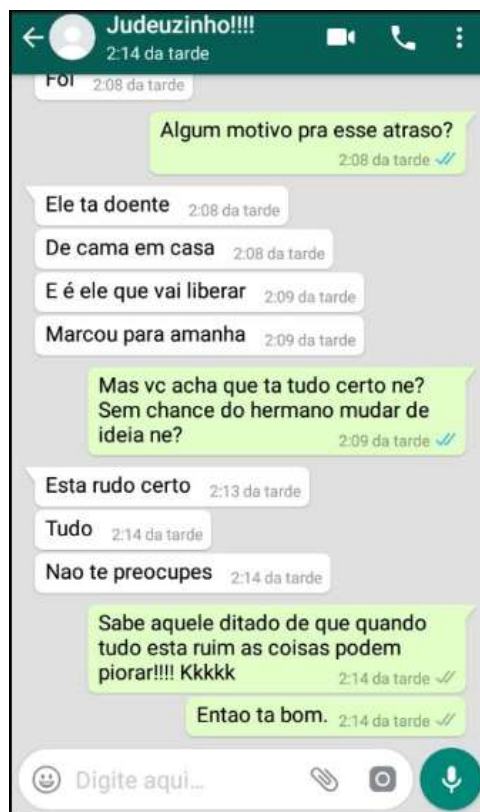 Judeuzinho!!!!
2:14 da tarde
Foi 2:08 da tarde
Algum motivo pra esse atraso?
2:08 da tarde
Ele ta doente 2:08 da tarde
De cama em casa 2:08 da tarde
E é ele que vai liberar 2:09 da tarde
Marcou para amanha 2:09 da tarde
Mas vc acha que ta tudo certo ne?
Sem chance do hermano mudar de
ideia ne? 2:09 da tarde
Esta rudo certo 2:13 da tarde
Tudo 2:14 da tarde
Nao te preocupes 2:14 da tarde
Sabe aquele ditado de que quando
tudo esta ruim as coisas podem
piorar!!!! Kkkkk 2:14 da tarde
Entao ta bom. 2:14 da tarde
Digite aqui...